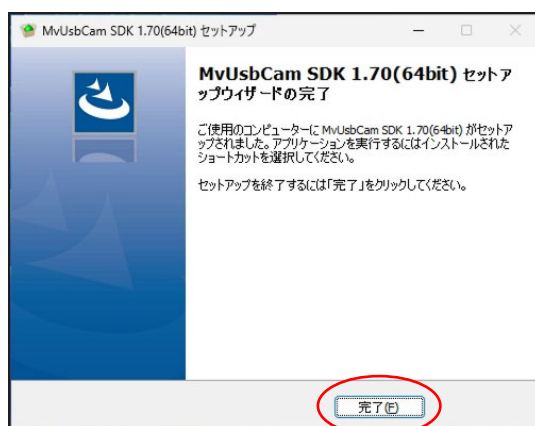 MvUsbCam SDK 1.70(64bit) セットアップ
MvUsbCam SDK 1.70(64bit) セットア
ップウィザードの完了
ご使用のコンピューターに MvUsbCam SDK 1.70(64bit) がセットア
ップされました。アプリケーションを実行するにはインストールされた
ショートカットを選択してください。
セットアップを終了するには「完了」をクリックしてください。
完了(F)